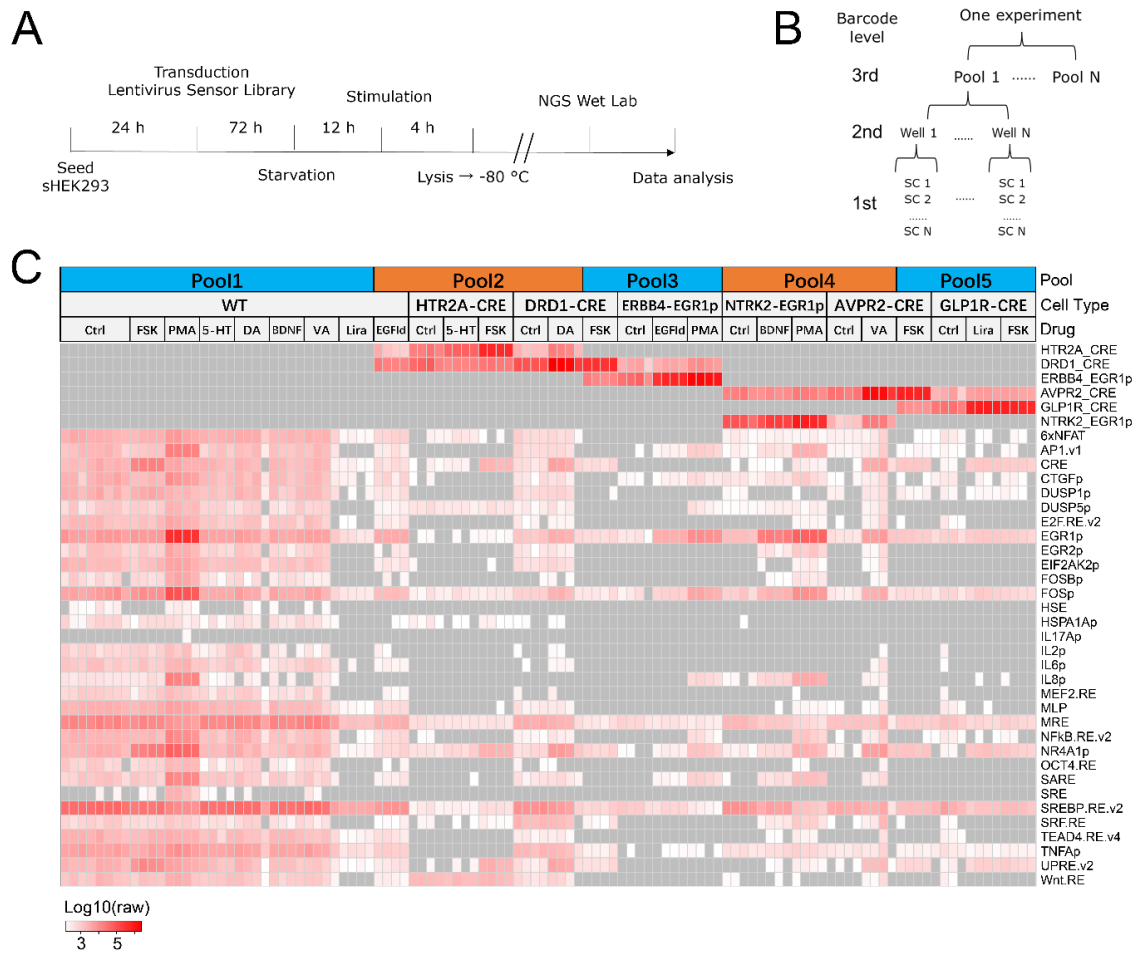 A
Transduction
Lentivirus Sensor Library
Stimulation
NGS Wet Lab
24 h
72 h
12 h
4 h
Seed
sHEK293
Starvation
Lysis → -80 °C
Data analysis
B
Barcode
level
One experiment
3rd
Pool 1 ...... Pool N
2nd
Well 1 ...... Well N
1st
SC 1
SC 2
......
SC N
......
SC 1
SC 2
......
SC N
C
Pool1 Pool2 Pool3 Pool4 Pool5 Pool
WT HTR2A-CRE DRD1-CRE ERBB4-EGR1p NTRK2-EGR1p AVPR2-CRE GLP1R-CRE Cell Type
Ctrl FSK PMA 5-HT DA BDNF VA Lira EGFld Ctrl 5-HT FSK Ctrl DA FSK Ctrl EGFld PMA Ctrl BDNF PMA Ctrl VA FSK Ctrl Lira FSK Drug
HTR2A_CRE
DRD1_CRE
ERBB4_EGR1p
AVPR2_CRE
GLP1R_CRE
NTRK2_EGR1p
6xNFAT
AP1.v1
CRE
CTGFp
DUSP1p
DUSP5p
E2F.RE.v2
EGR1p
EGR2p
EIF2AK2p
FOSBp
FOSp
HSE
HSPA1Ap
IL17Ap
IL2p
IL6p
IL8p
MEF2.RE
MLP
MRE
NFkB.RE.v2
NR4A1p
OCT4.RE
SARE
SRE
SREBP.RE.v2
SRF.RE
TEAD4.RE.v4
TNFAp
UPRE.v2
Wnt.RE
Log10(raw)
3 5